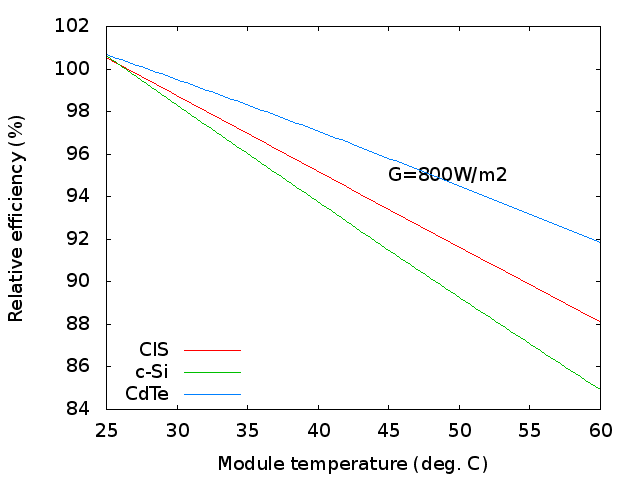 102
100
98
96
94
92
90
88
86
84
Relative efficiency (%)
G=800W/m2
CIS
c-Si
CdTe
25 30 35 40 45 50 55 60
Module temperature (deg. C)